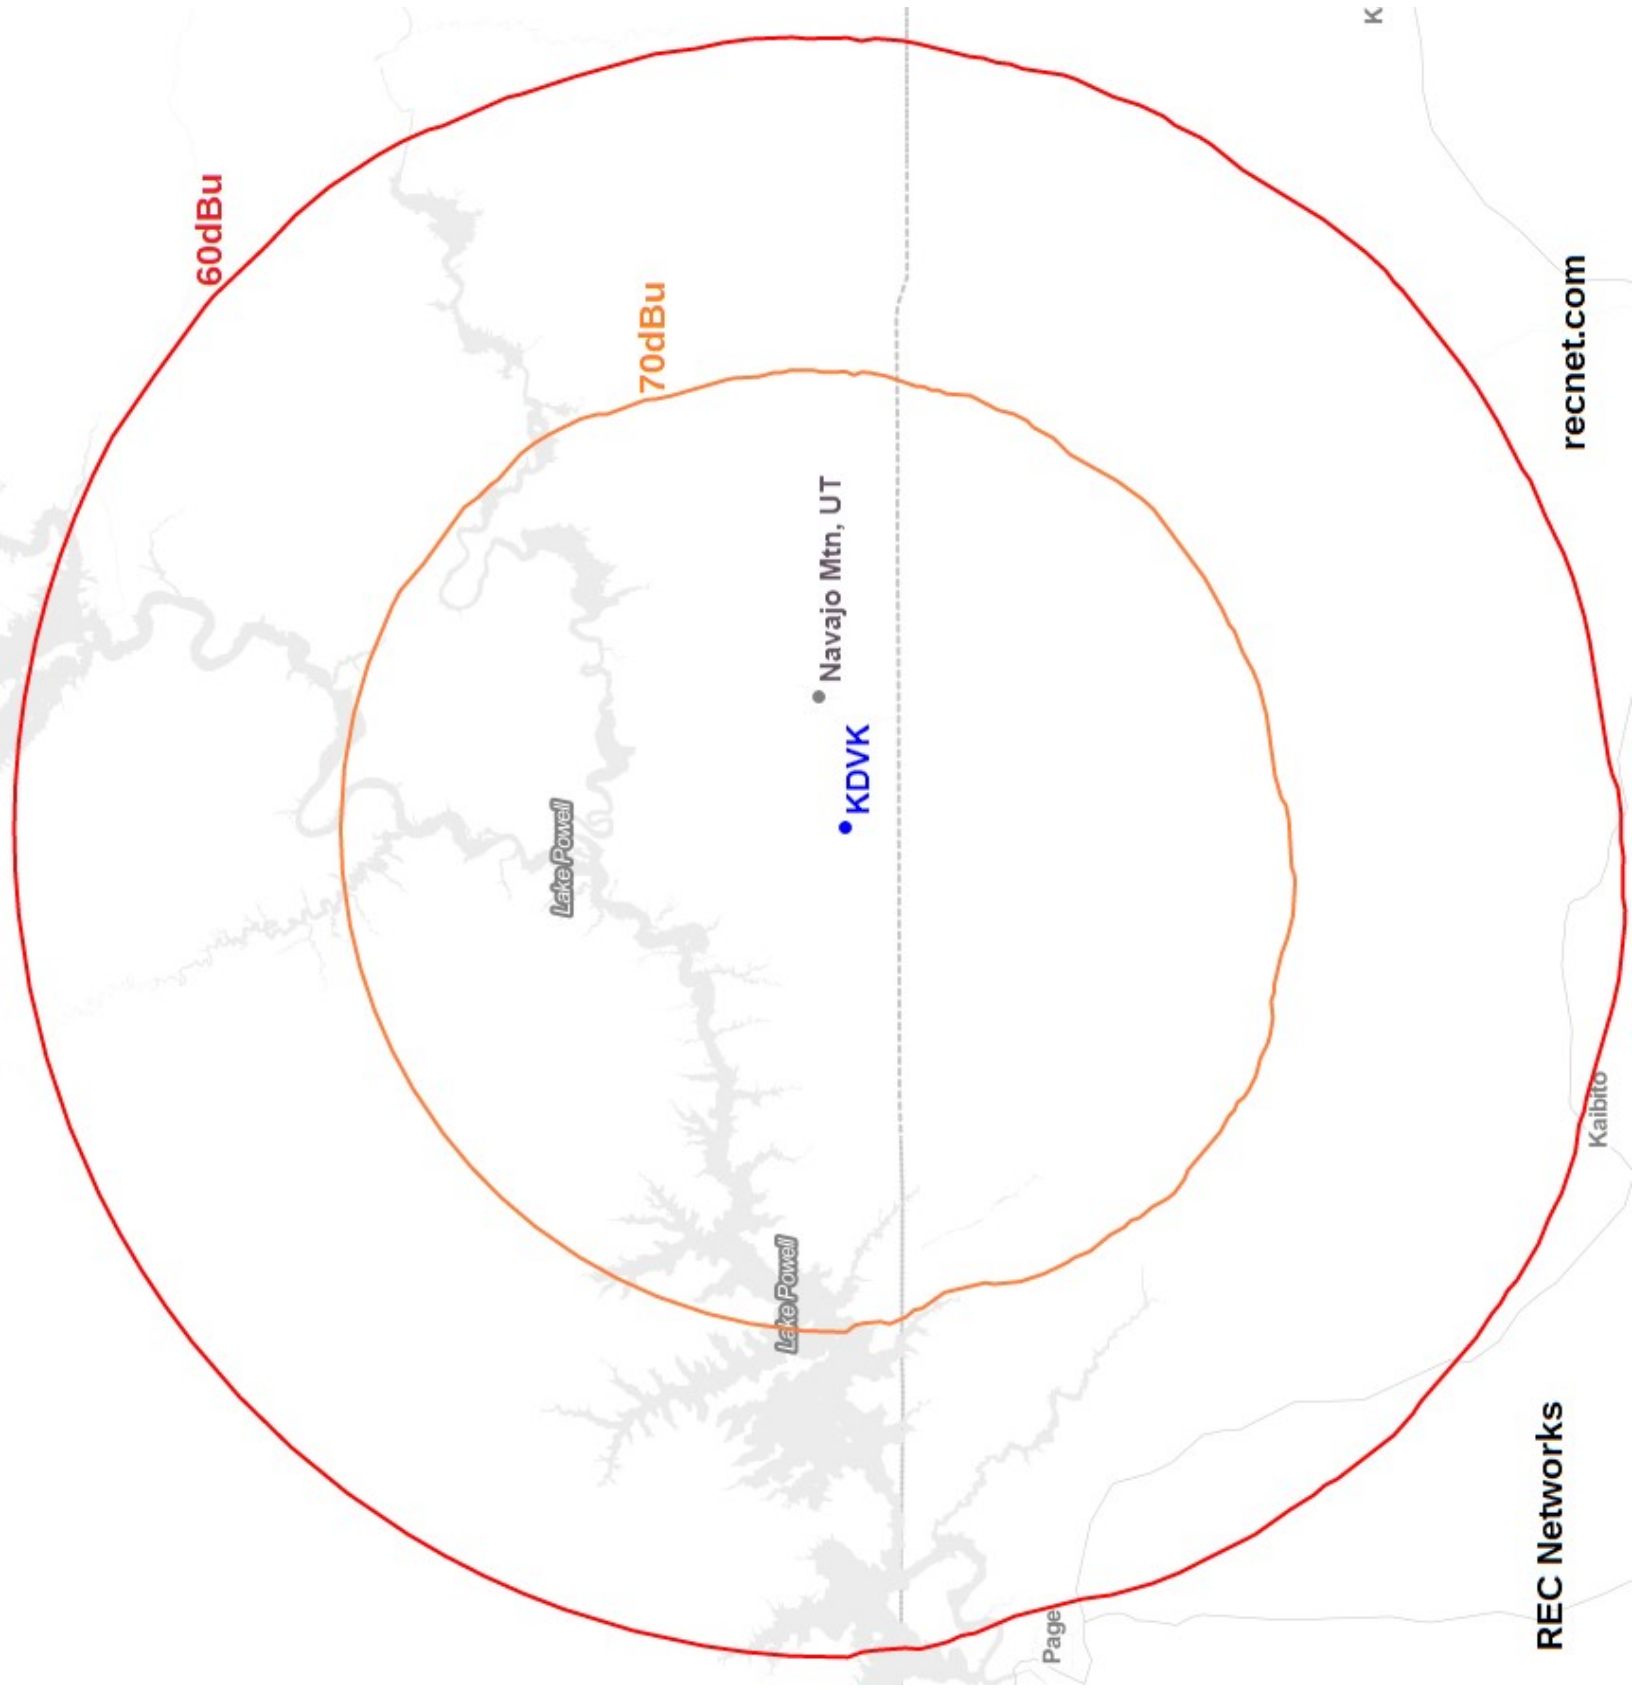 60dBu
Lake Powell
70dBu
Lake Powell
Navajo Mtn, UT
KDVK
Page
K
REC Networks
recnet.com
Kaibito